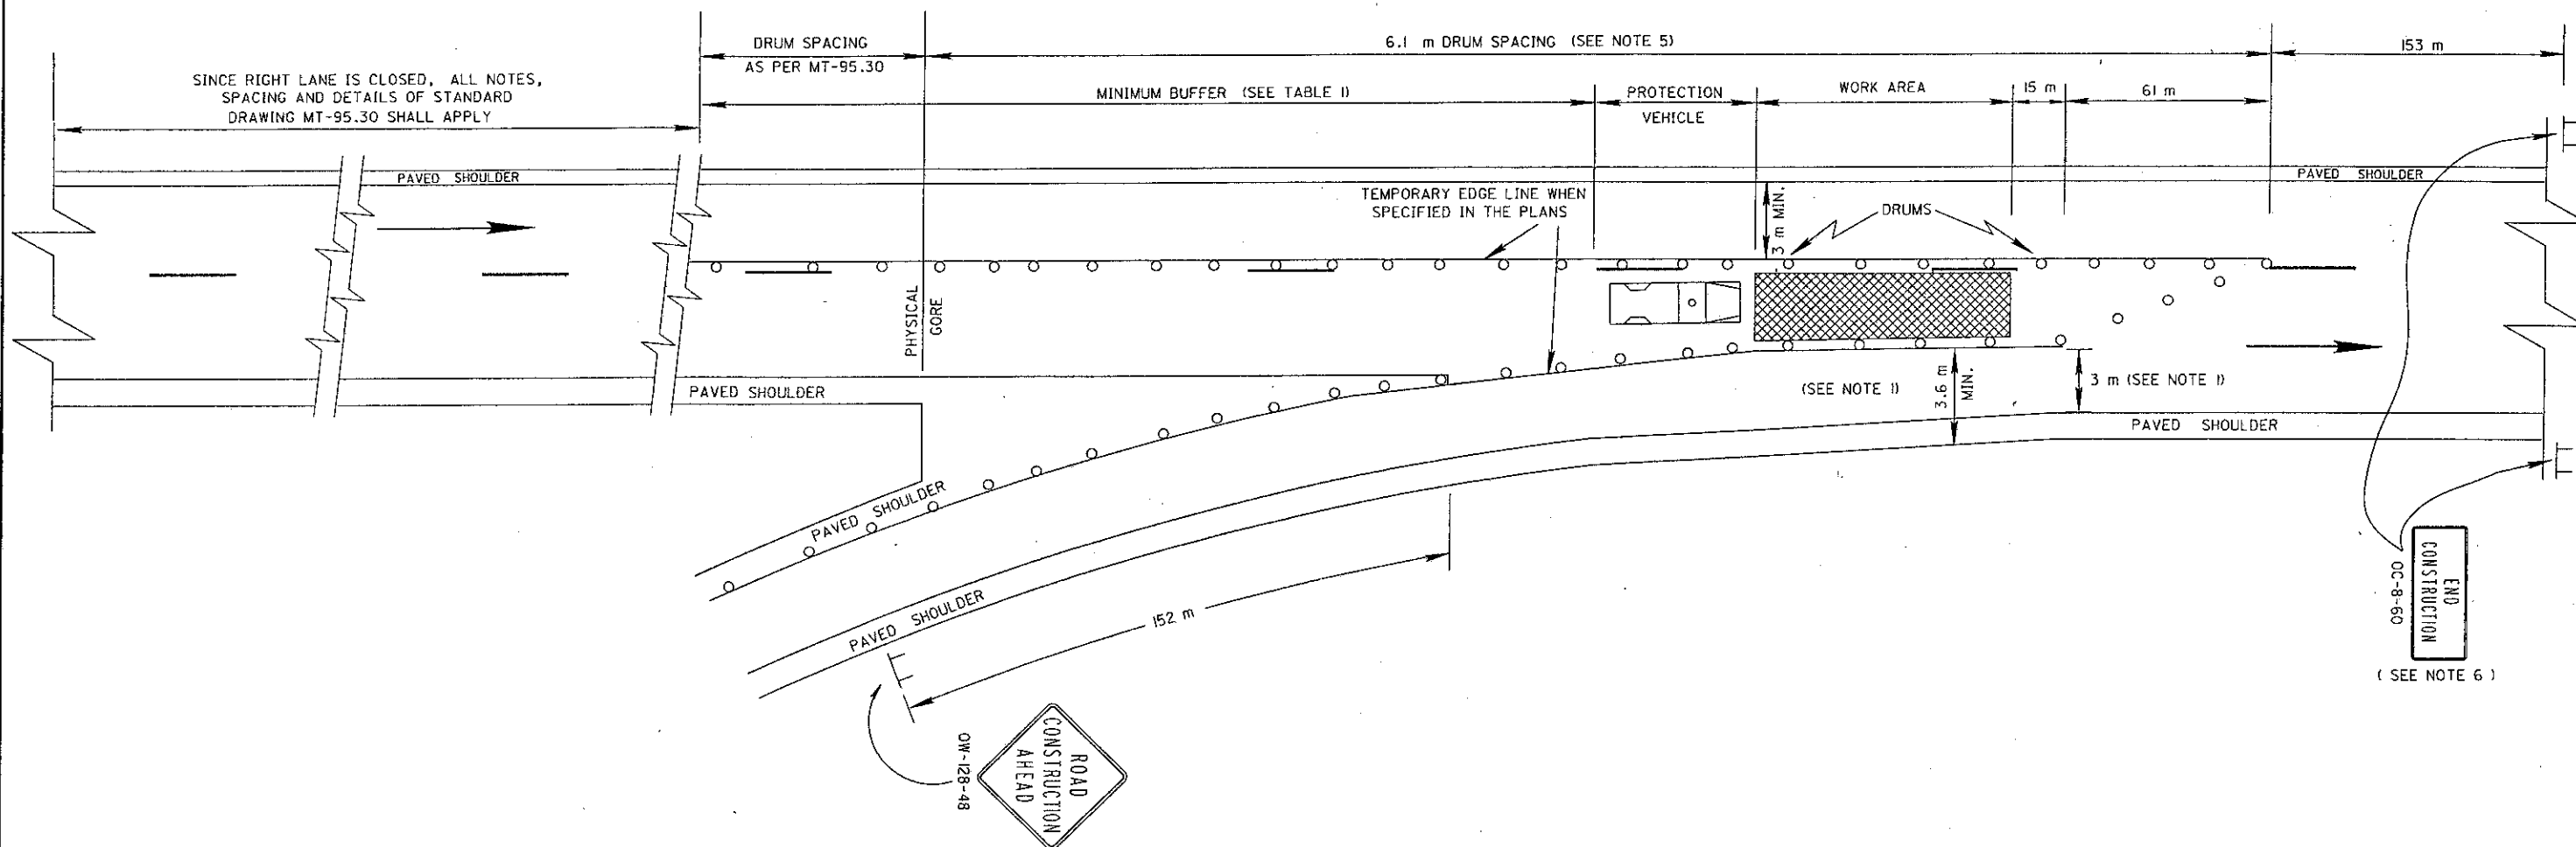 DRUM SPACING
AS PER MT-95.30
6.1 m DRUM SPACING (SEE NOTE 5)
153 m
SINCE RIGHT LANE IS CLOSED, ALL NOTES,
SPACING AND DETAILS OF STANDARD
DRAWING MT-95.30 SHALL APPLY
MINIMUM BUFFER (SEE TABLE I)
PROTECTION
VEHICLE
WORK AREA
15 m
61 m
PAVED SHOULDER
PAVED SHOULDER
TEMPORARY EDGE LINE WHEN
SPECIFIED IN THE PLANS
3 m MIN.
DRUMS
PHYSICAL
GORE
PAVED SHOULDER
(SEE NOTE I)
3.6 m
MIN.
3 m (SEE NOTE I)
PAVED SHOULDER
PAVED SHOULDER
PAVED SHOULDER
152 m
END
CONSTRUCTION
OC-8-60
( SEE NOTE 6 )
ROAD
CONSTRUCTION
AHEAD
OW-128-48